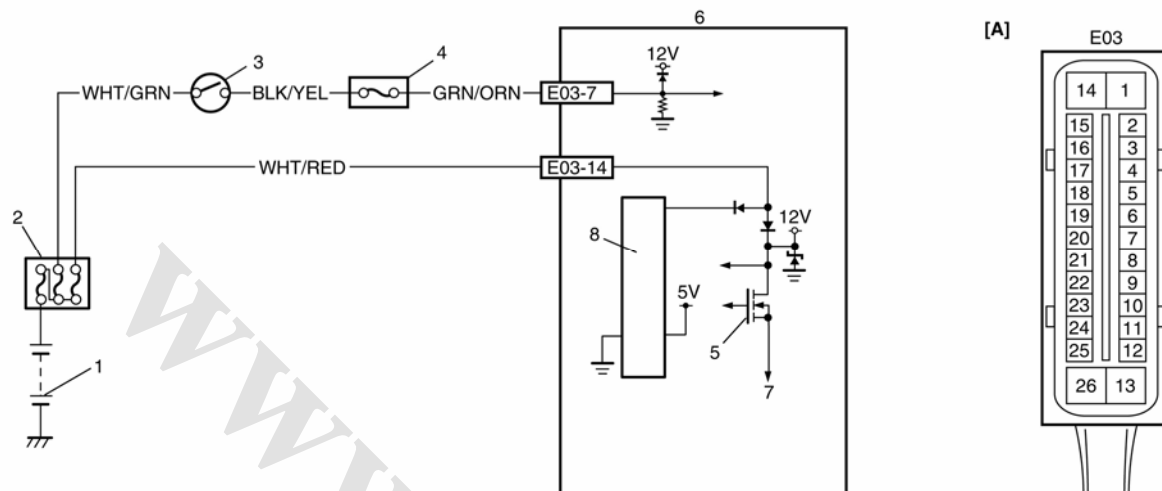 6
[A]
E03
3
4
12V
WHT/GRN
BLK/YEL
GRN/ORN
E03-7
WHT/RED
E03-14
2
8
12V
5V
5
1
7
14 1
15 2
16 3
17 4
18 5
19 6
20 7
21 8
22 9
23 10
24 11
25 12
26 13
WWW